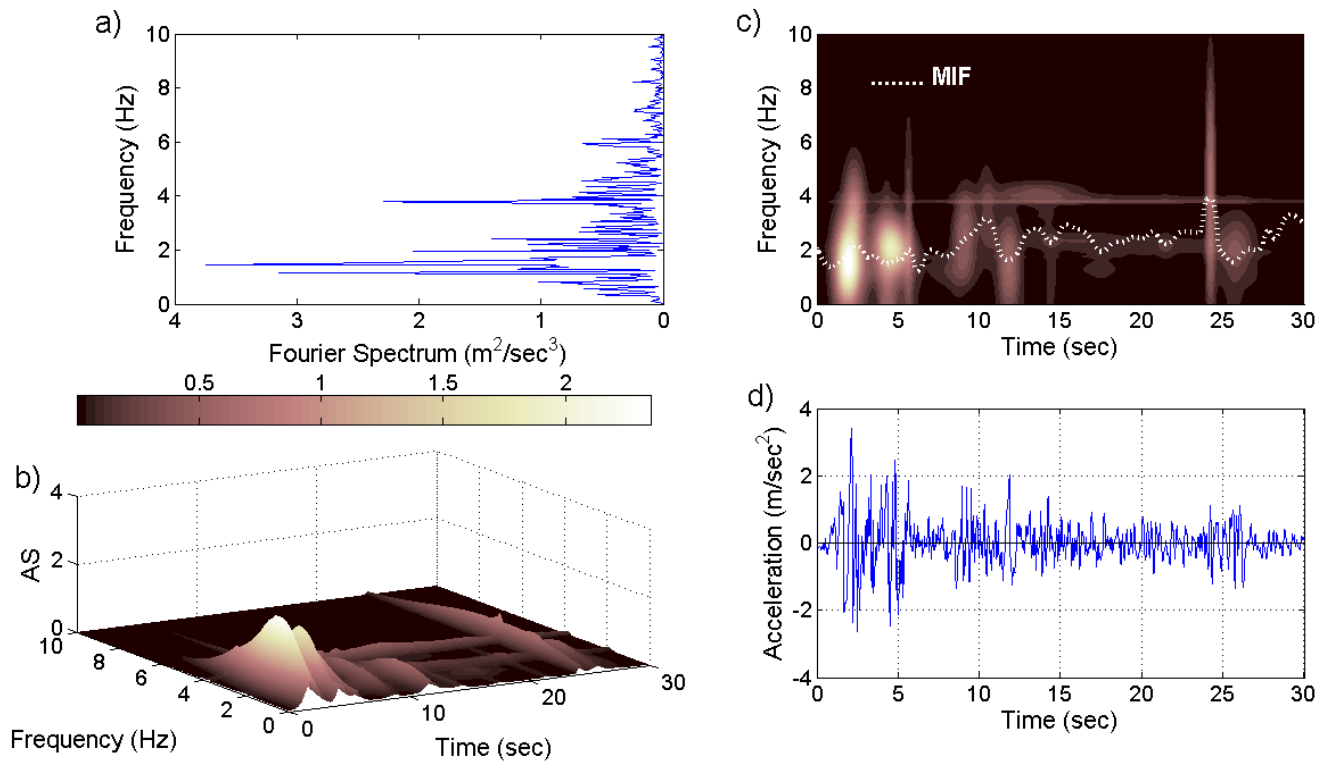 a)
10
8
6
4
2
0
Frequency (Hz)
4 3 2 1 0
Fourier Spectrum (m²/sec³)
0.5 1 1.5 2
b)
4
2
0
AS
10
8
6
4
2
0
Frequency (Hz)
0 10 20 30
Time (sec)
c)
MIF
10
8
6
4
2
0
Frequency (Hz)
0 5 10 15 20 25 30
Time (sec)
d)
4
2
0
-2
-4
Acceleration (m/sec²)
0 5 10 15 20 25 30
Time (sec)